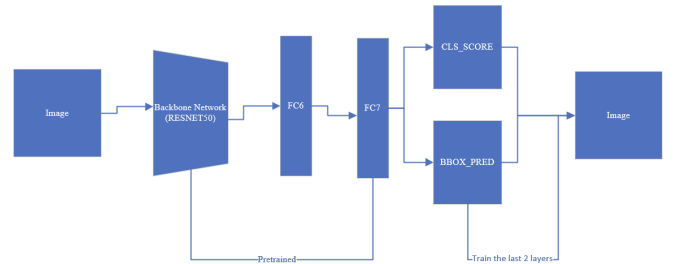 Image
Backbone Network
(RESNET50)
FC6
FC7
CLS_SCORE
BBOX_PRED
Image
Pretrained
Train the last 2 layers